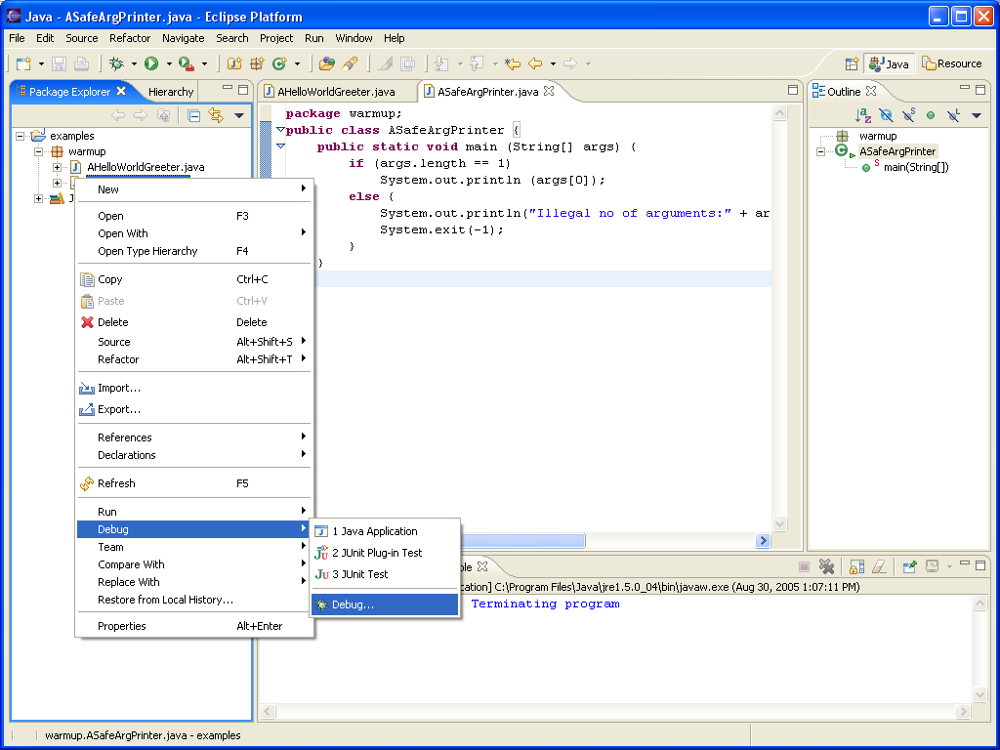 Java - ASafeArgPrinter.java - Eclipse Platform
File Edit Source Refactor Navigate Search Project Run Window Help
Java Resource
Package Explorer Hierarchy
examples
warmup
AHelloWorldGreeter.java
New
Open F3
Open With
Open Type Hierarchy F4
Copy Ctrl+C
Paste Ctrl+V
Delete Delete
Source Alt+Shift+S
Refactor Alt+Shift+T
Import...
Export...
References
Declarations
Refresh F5
Run
Debug
Team
Compare With
Replace With
Restore from Local History...
Properties Alt+Enter
1 Java Application
2 JUnit Plug-in Test
3 JUnit Test
Debug...
AHelloWorldGreeter.java ASafeArgPrinter.java
package warmup;
public class ASafeArgPrinter {
public static void main (String[] args) {
if (args.length == 1)
System.out.println (args[0]);
else {
System.out.println("Illegal no of arguments:" + ar
System.exit(-1);
}
}
Outline
warmup
ASafeArgPrinter
main(String[])
cation] C:\Program Files\Java\jre1.5.0_04\bin\javaw.exe (Aug 30, 2005 1:07:11 PM)
Terminating program
warmup.ASafeArgPrinter.java - examples